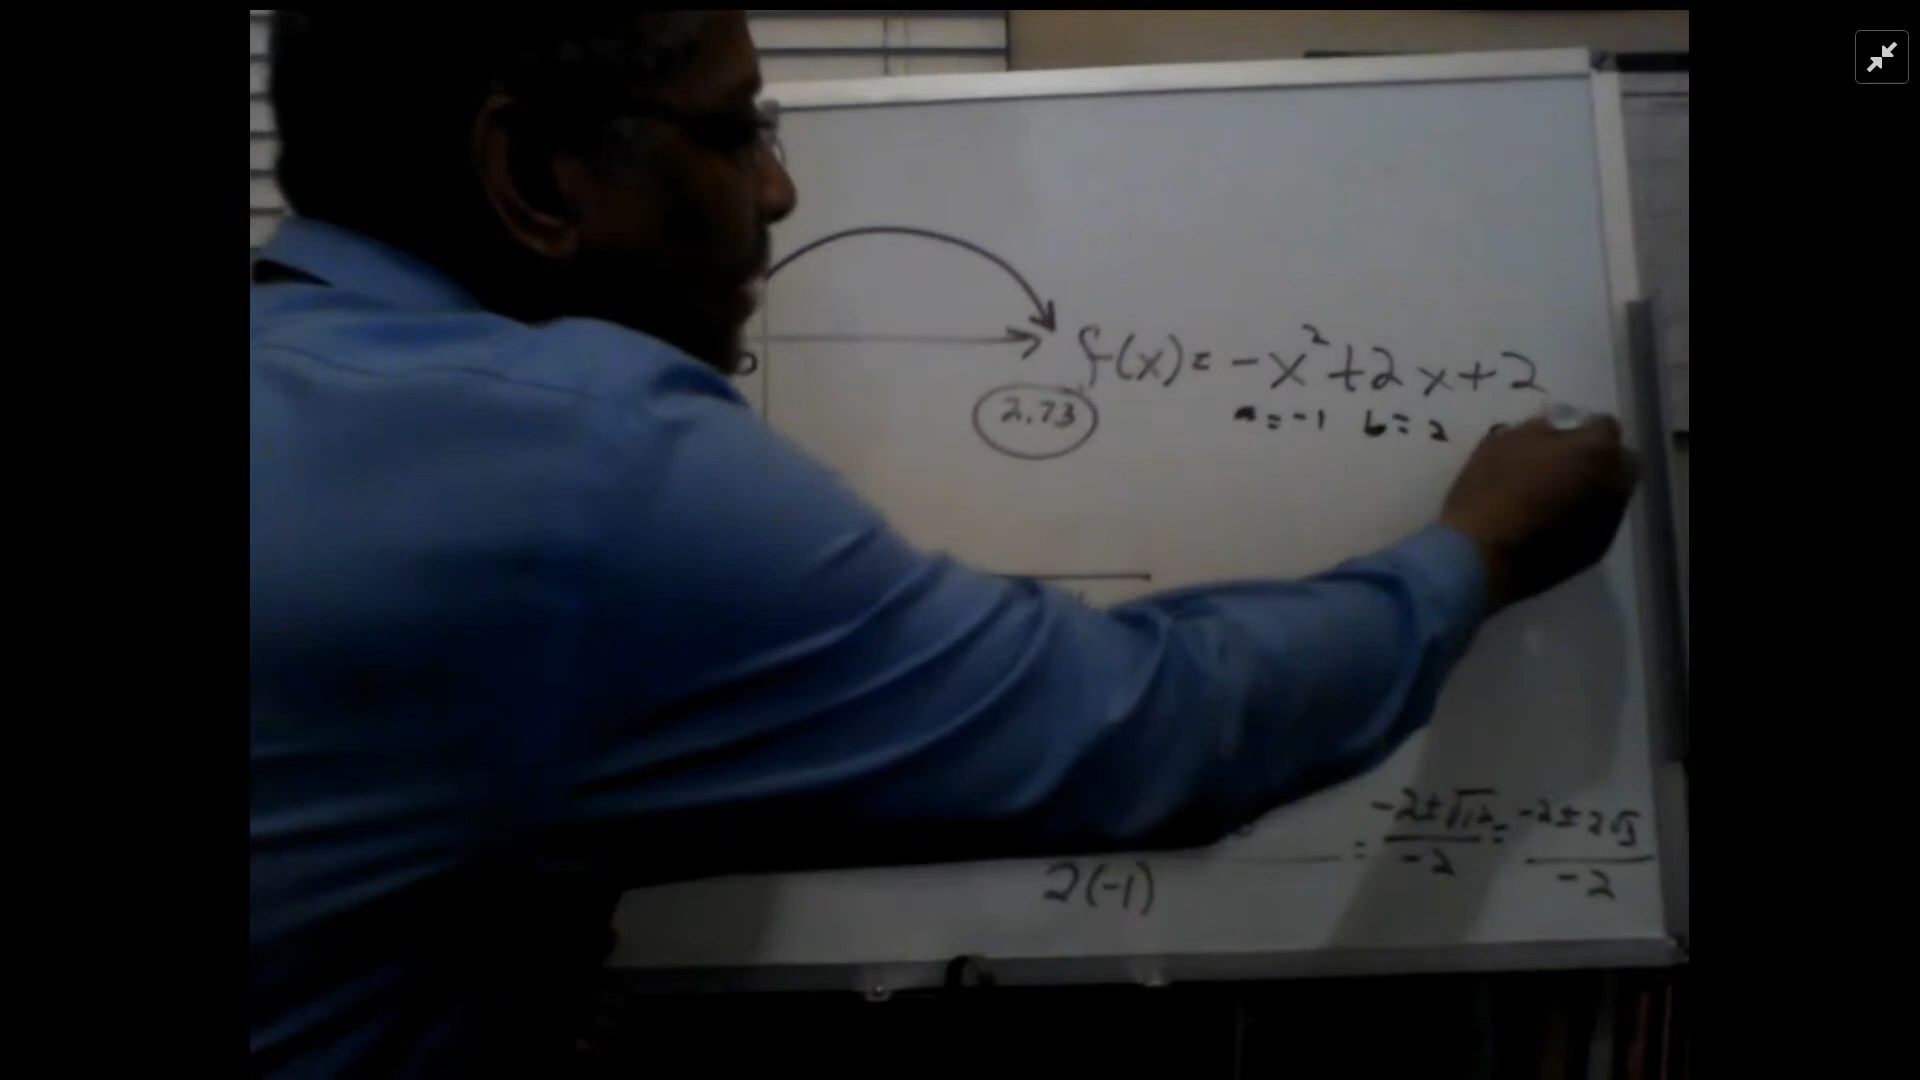 f(x) = -x² + 2x + 2
2.73
a = -1 b = 2
= -2±√12 / -2 = -2±2√3 / -2
2(-1)